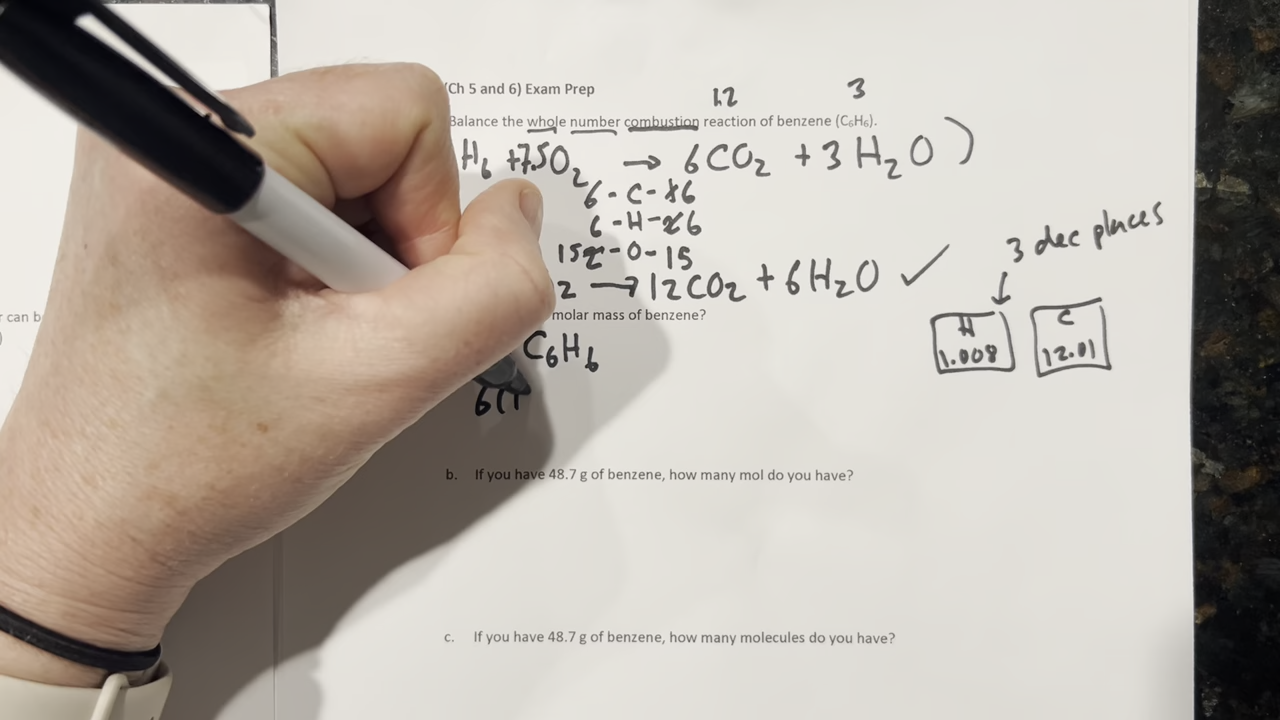 (Ch 5 and 6) Exam Prep
12 3
Balance the whole number combustion reaction of benzene (C₆H₆).
H₆ +7.5O₂ → 6CO₂ + 3H₂O )
6-C-6
6-H-6
15-O-15
2 → 12CO₂ + 6H₂O ✓
3 dec places
r can b
molar mass of benzene?
H
1.008
C
12.01
C₆H₆
6(1
b. If you have 48.7 g of benzene, how many mol do you have?
c. If you have 48.7 g of benzene, how many molecules do you have?